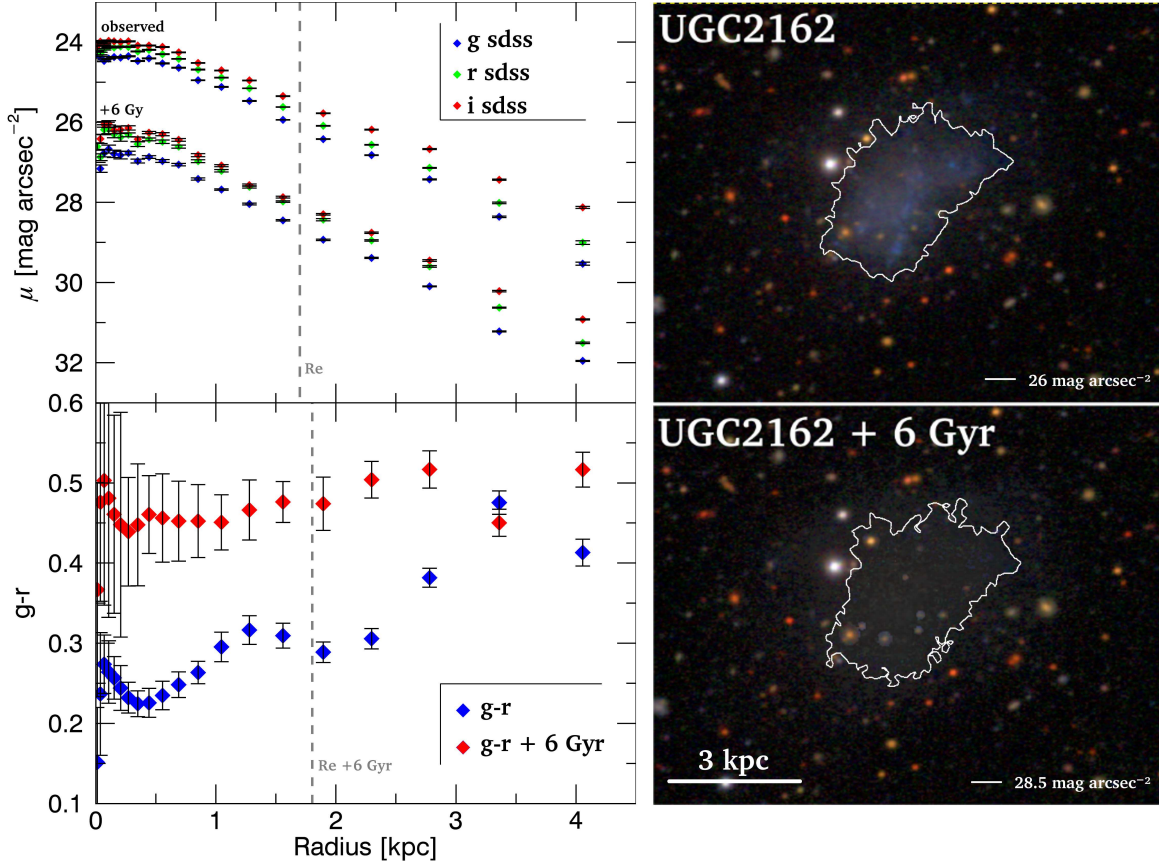 observed
+6 Gy
g sdss
r sdss
i sdss
24
26
28
30
32
μ [mag arcsec⁻²]
Re
0.6
0.5
0.4
0.3
0.2
0.1
g-r
g-r
g-r + 6 Gyr
Re +6 Gyr
0
1
2
3
4
Radius [kpc]
UGC2162
26 mag arcsec⁻²
UGC2162 + 6 Gyr
3 kpc
28.5 mag arcsec⁻²